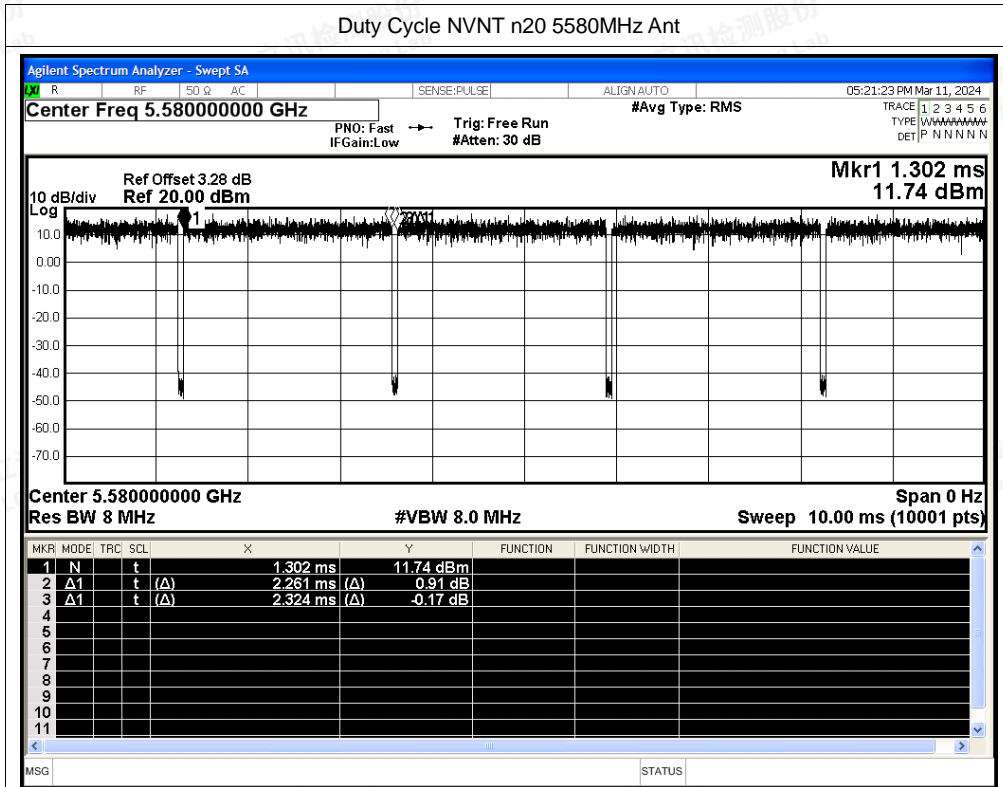 Duty Cycle NVNT n20 5580MHz Ant
Agilent Spectrum Analyzer - Swept SA
LXI R RF 50 Ω AC SENSE:PULSE ALIGN AUTO 05:21:23 PM Mar 11, 2024
Center Freq 5.580000000 GHz #Avg Type: RMS TRACE 1 2 3 4 5 6
PNO: Fast Trig: Free Run TYPE W
IFGain:Low #Atten: 30 dB DET P N N N N N
Mkr1 1.302 ms
Ref Offset 3.28 dB
10 dB/div Ref 20.00 dBm 11.74 dBm
Log
1
10.0
0.00
-10.0
-20.0
-30.0
-40.0
-50.0
-60.0
-70.0
Center 5.580000000 GHz Span 0 Hz
Res BW 8 MHz #VBW 8.0 MHz Sweep 10.00 ms (10001 pts)
MKR MODE TRC SCL X Y FUNCTION FUNCTION WIDTH FUNCTION VALUE
1 N t 1.302 ms 11.74 dBm
2 Δ1 t (Δ) 2.261 ms (Δ) 0.91 dB
3 Δ1 t (Δ) 2.324 ms (Δ) -0.17 dB
4
5
6
7
8
9
10
11
MSG STATUS